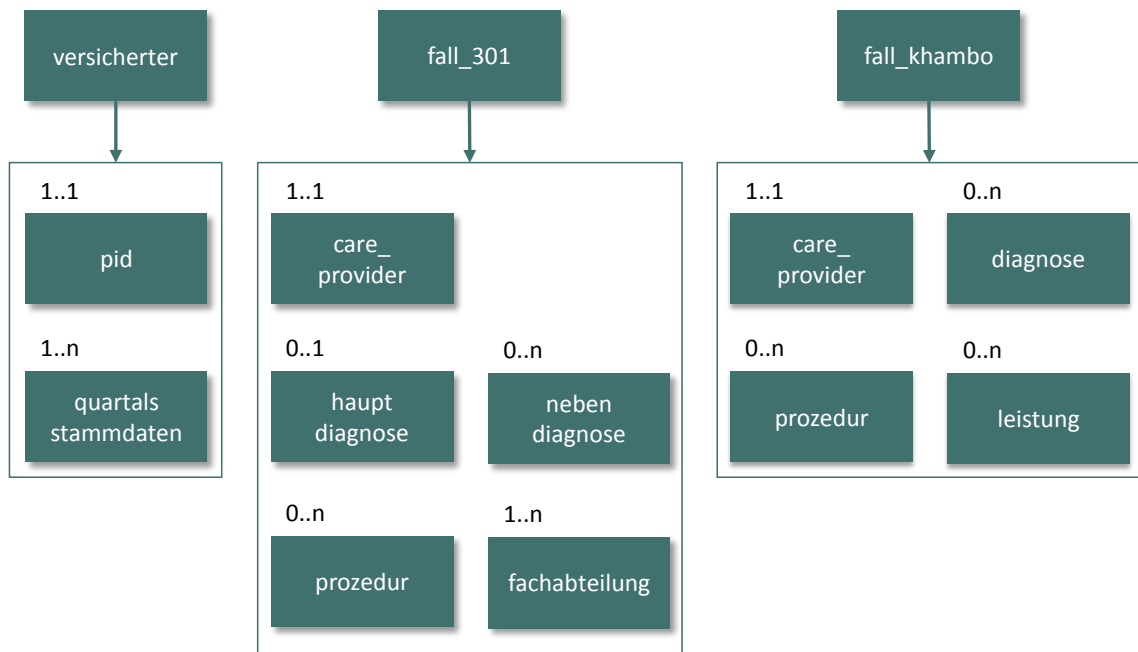 versicherter
fall_301
fall_khambo
1..1
pid
1..n
quartals
stammdaten
1..1
care_
provider
0..1
haupt
diagnose
0..n
neben
diagnose
0..n
prozedur
1..n
fachabteilung
1..1
care_
provider
0..n
diagnose
0..n
prozedur
0..n
leistung